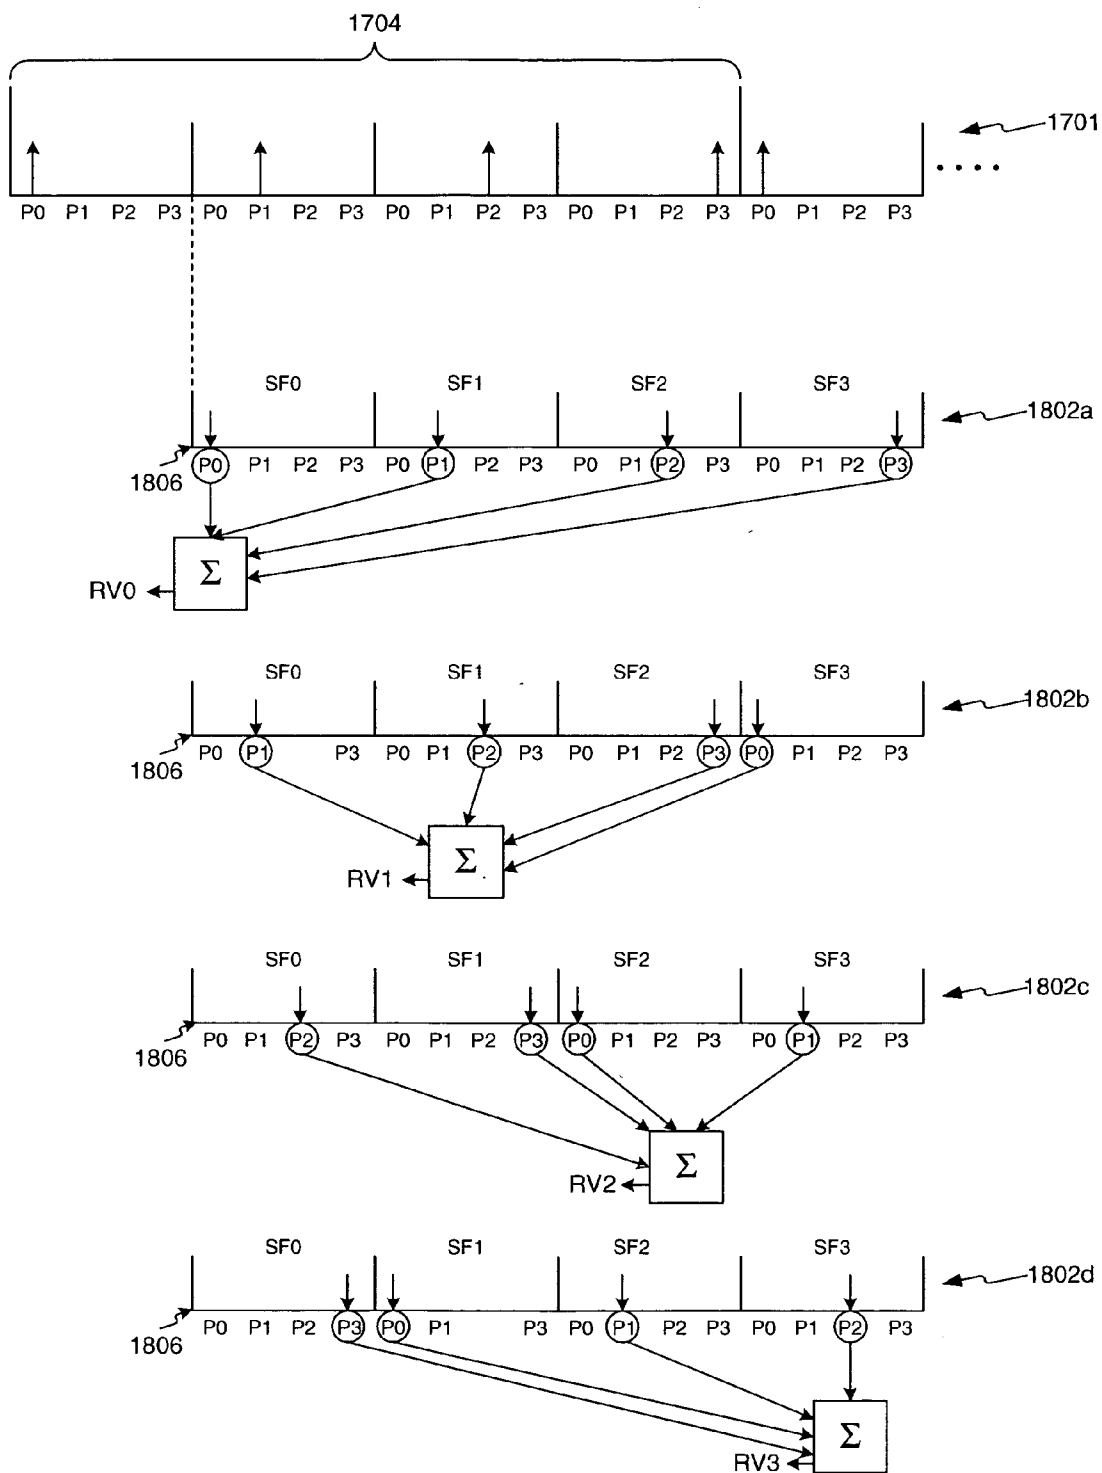 1704
1701
P0 P1 P2 P3 P0 P1 P2 P3 P0 P1 P2 P3 P0 P1 P2 P3 P0 P1 P2 P3
SF0 SF1 SF2 SF3
1802a
1806
P0 P1 P2 P3 P0 P1 P2 P3 P0 P1 P2 P3 P0 P1 P2 P3
Σ
RV0
SF0 SF1 SF2 SF3
1802b
1806
P0 P1 P3 P0 P1 P2 P3 P0 P1 P2 P3 P0 P1 P2 P3
Σ
RV1
SF0 SF1 SF2 SF3
1802c
1806
P0 P1 P2 P3 P0 P1 P2 P3 P0 P1 P2 P3 P0 P1 P2 P3
Σ
RV2
SF0 SF1 SF2 SF3
1802d
1806
P0 P1 P2 P3 P0 P1 P3 P0 P1 P2 P3 P0 P1 P2 P3
Σ
RV3